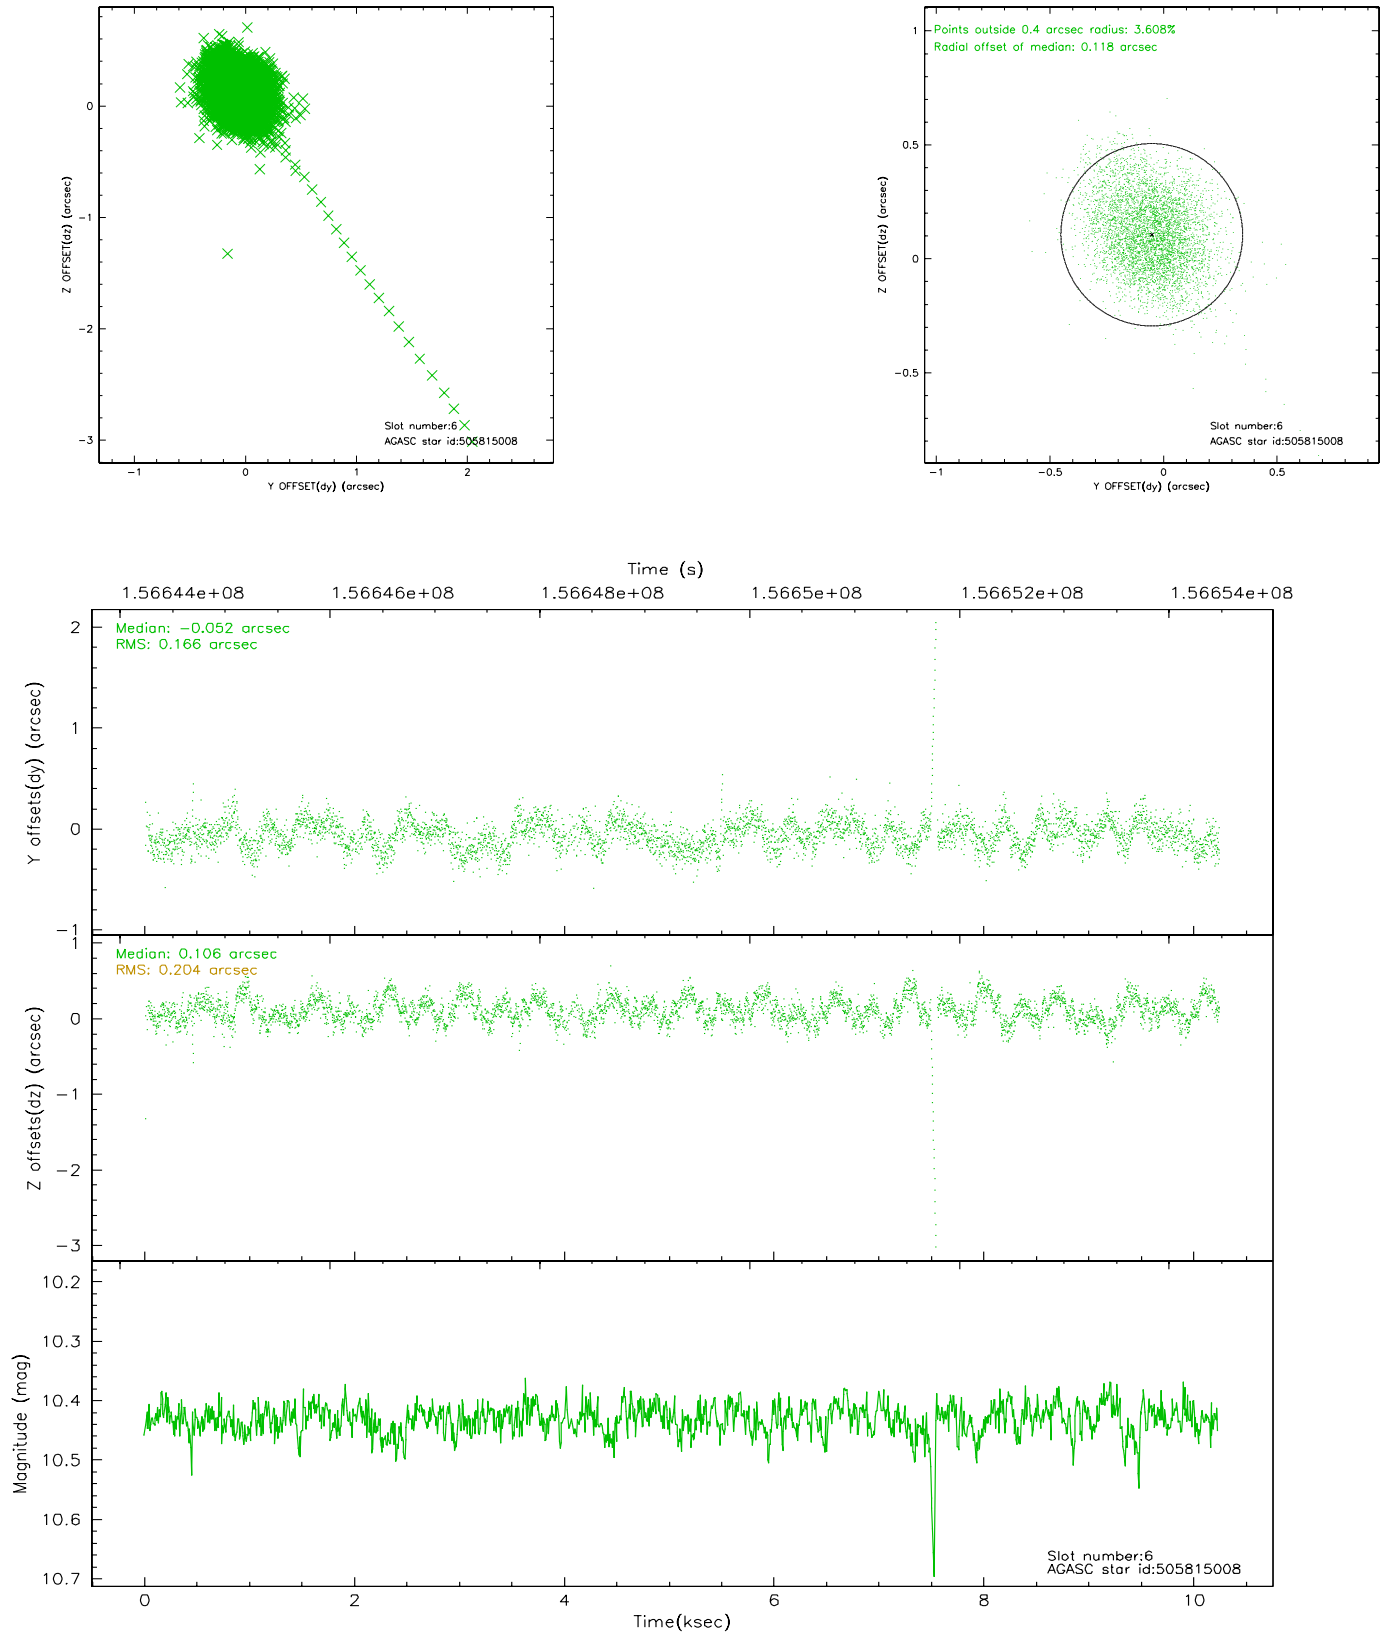 1
0
-1
-2
-3
Z OFFSET(dz) (arcsec)
Slot number:6
AGASC star id:505815008
-1 0 1 2
Y OFFSET(dy) (arcsec)
Points outside 0.4 arcsec radius: 3.608%
Radial offset of median: 0.118 arcsec
1
0.5
0
-0.5
Z OFFSET(dz) (arcsec)
Slot number:6
AGASC star id:505815008
-1 -0.5 0 0.5
Y OFFSET(dy) (arcsec)
Time (s)
1.56644e+08 1.56646e+08 1.56648e+08 1.5665e+08 1.56652e+08 1.56654e+08
Median: -0.052 arcsec
RMS: 0.166 arcsec
2
1
0
-1
Y offsets(dy) (arcsec)
Median: 0.106 arcsec
RMS: 0.204 arcsec
1
0
-1
-2
-3
Z offsets(dz) (arcsec)
10.2
10.3
10.4
10.5
10.6
10.7
Magnitude (mag)
Slot number:6
AGASC star id:505815008
0 2 4 6 8 10
Time(ksec)